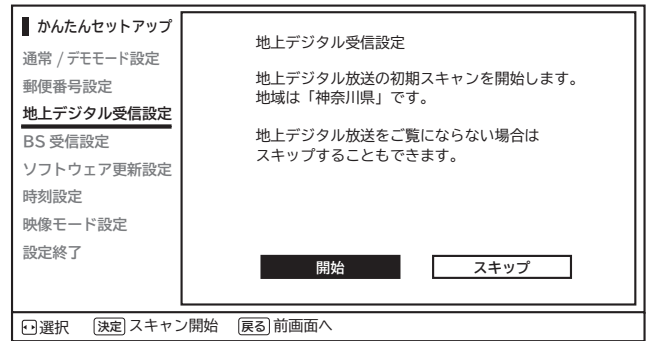 かんたんセットアップ
通常 / デモモード設定
郵便番号設定
地上デジタル受信設定
BS 受信設定
ソフトウェア更新設定
時刻設定
映像モード設定
設定終了
地上デジタル受信設定
地上デジタル放送の初期スキャンを開始します。
地域は「神奈川県」です。
地上デジタル放送をご覧にならない場合は
スキップすることもできます。
開始 スキップ
選択 決定 スキャン開始 戻る 前画面へ